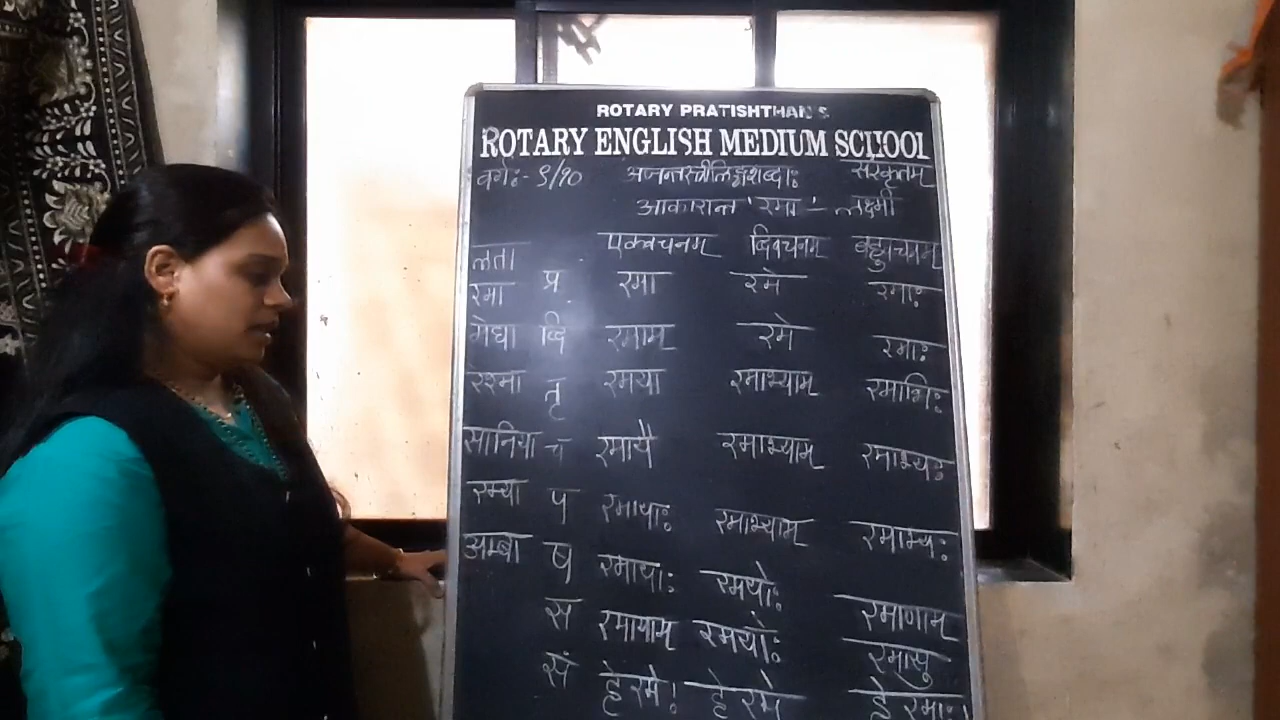 ROTARY PRATISHTHAN'S
ROTARY ENGLISH MEDIUM SCHOOL
वर्गः- ९/१० अजन्तस्त्रीलिङ्गशब्दाः संस्कृतम्
आकारान्त 'रमा' - लक्ष्मी
लता एकवचनम् द्विवचनम् बहुवचनम्
रमा प्र रमा रमे रमाः
मेघा द्वि रमाम् रमे रमाः
रश्मा तृ रमया रमाभ्याम् रमाभिः
सानिया च रमायै रमाभ्याम् रमाभ्यः
रम्या प रमायाः रमाभ्याम् रमाभ्यः
अम्बा ष रमायाः रमयोः रमाणाम्
स रमायाम् रमयोः रमासु
सं हे रमे! हे रमे हे रमाः!